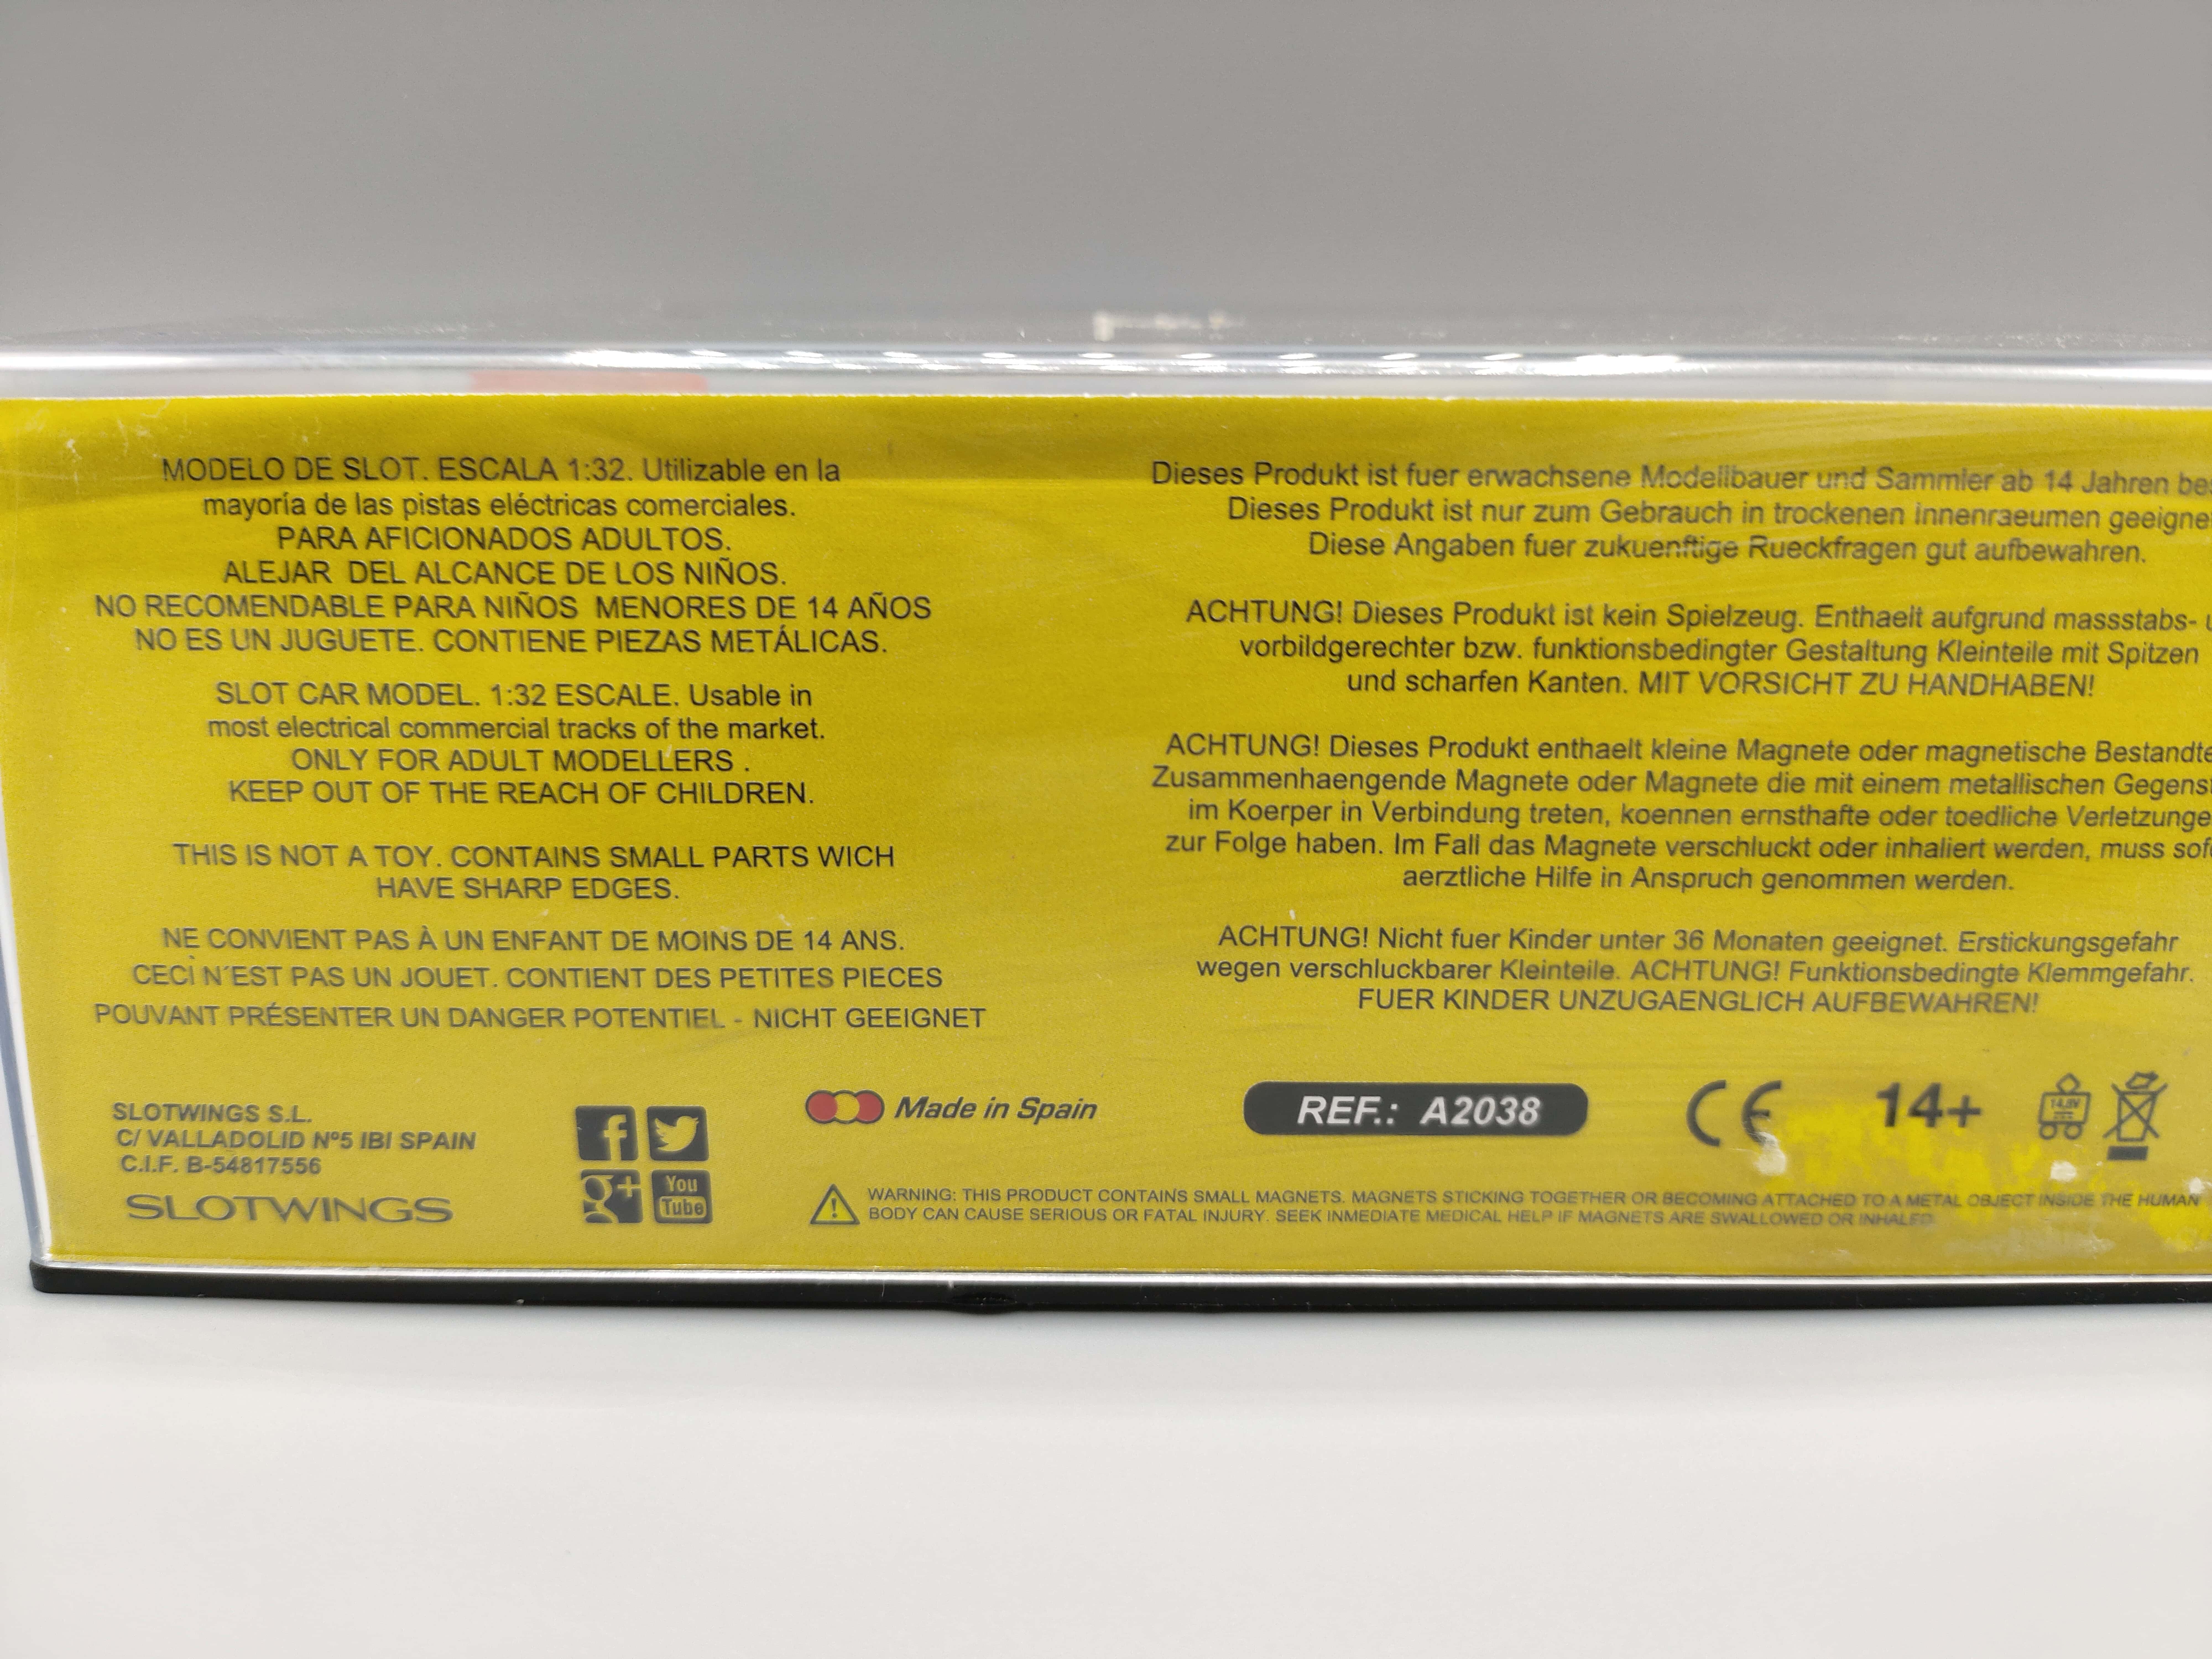 MODELO DE SLOT. ESCALA 1:32. Utilizable en la
mayoría de las pistas eléctricas comerciales.
PARA AFICIONADOS ADULTOS.
ALEJAR DEL ALCANCE DE LOS NIÑOS.
NO RECOMENDABLE PARA NIÑOS MENORES DE 14 AÑOS
NO ES UN JUGUETE. CONTIENE PIEZAS METÁLICAS.
SLOT CAR MODEL. 1:32 ESCALE. Usable in
most electrical commercial tracks of the market.
ONLY FOR ADULT MODELLERS .
KEEP OUT OF THE REACH OF CHILDREN.
THIS IS NOT A TOY. CONTAINS SMALL PARTS WICH
HAVE SHARP EDGES.
NE CONVIENT PAS À UN ENFANT DE MOINS DE 14 ANS.
CECÌ N´EST PAS UN JOUET. CONTIENT DES PETITES PIECES
POUVANT PRÉSENTER UN DANGER POTENTIEL - NICHT GEEIGNET
Dieses Produkt ist fuer erwachsene Modellbauer und Sammler ab 14 Jahren
Dieses Produkt ist nur zum Gebrauch in trockenen Innenraeumen
Diese Angaben fuer zukuenftige Rueckfragen gut aufbewahren.
ACHTUNG! Dieses Produkt ist kein Spielzeug. Enthaelt aufgrund massstabs-
vorbildgerechter bzw. funktionsbedingter Gestaltung Kleinteile mit Spitzen
und scharfen Kanten. MIT VORSICHT ZU HANDHABEN!
ACHTUNG! Dieses Produkt enthaelt kleine Magnete oder magnetische
Zusammenhaengende Magnete oder Magnete die mit einem metallischen
im Koerper in Verbindung treten, koennen ernsthafte oder toedliche
zur Folge haben. Im Fall das Magnete verschluckt oder inhaliert werden, muss
aerztliche Hilfe in Anspruch genommen werden.
ACHTUNG! Nicht fuer Kinder unter 36 Monaten geeignet. Erstickungsgefahr
wegen verschluckbarer Kleinteile. ACHTUNG! Funktionsbedingte Klemmgefahr.
FUER KINDER UNZUGAENGLICH AUFBEWAHREN!
SLOTWINGS S.L.
C/ VALLADOLID Nº5 IBI SPAIN
C.I.F. B-54817556
SLOTWINGS
f
g+
You
Tube
Made in Spain
REF.: A2038
CE
14+
14,8V
WARNING: THIS PRODUCT CONTAINS SMALL MAGNETS. MAGNETS STICKING TOGETHER OR BECOMING ATTACHED TO A METAL OBJECT INSIDE THE HUMAN
BODY CAN CAUSE SERIOUS OR FATAL INJURY. SEEK INMEDIATE MEDICAL HELP IF MAGNETS ARE SWALLOWED OR INHALED